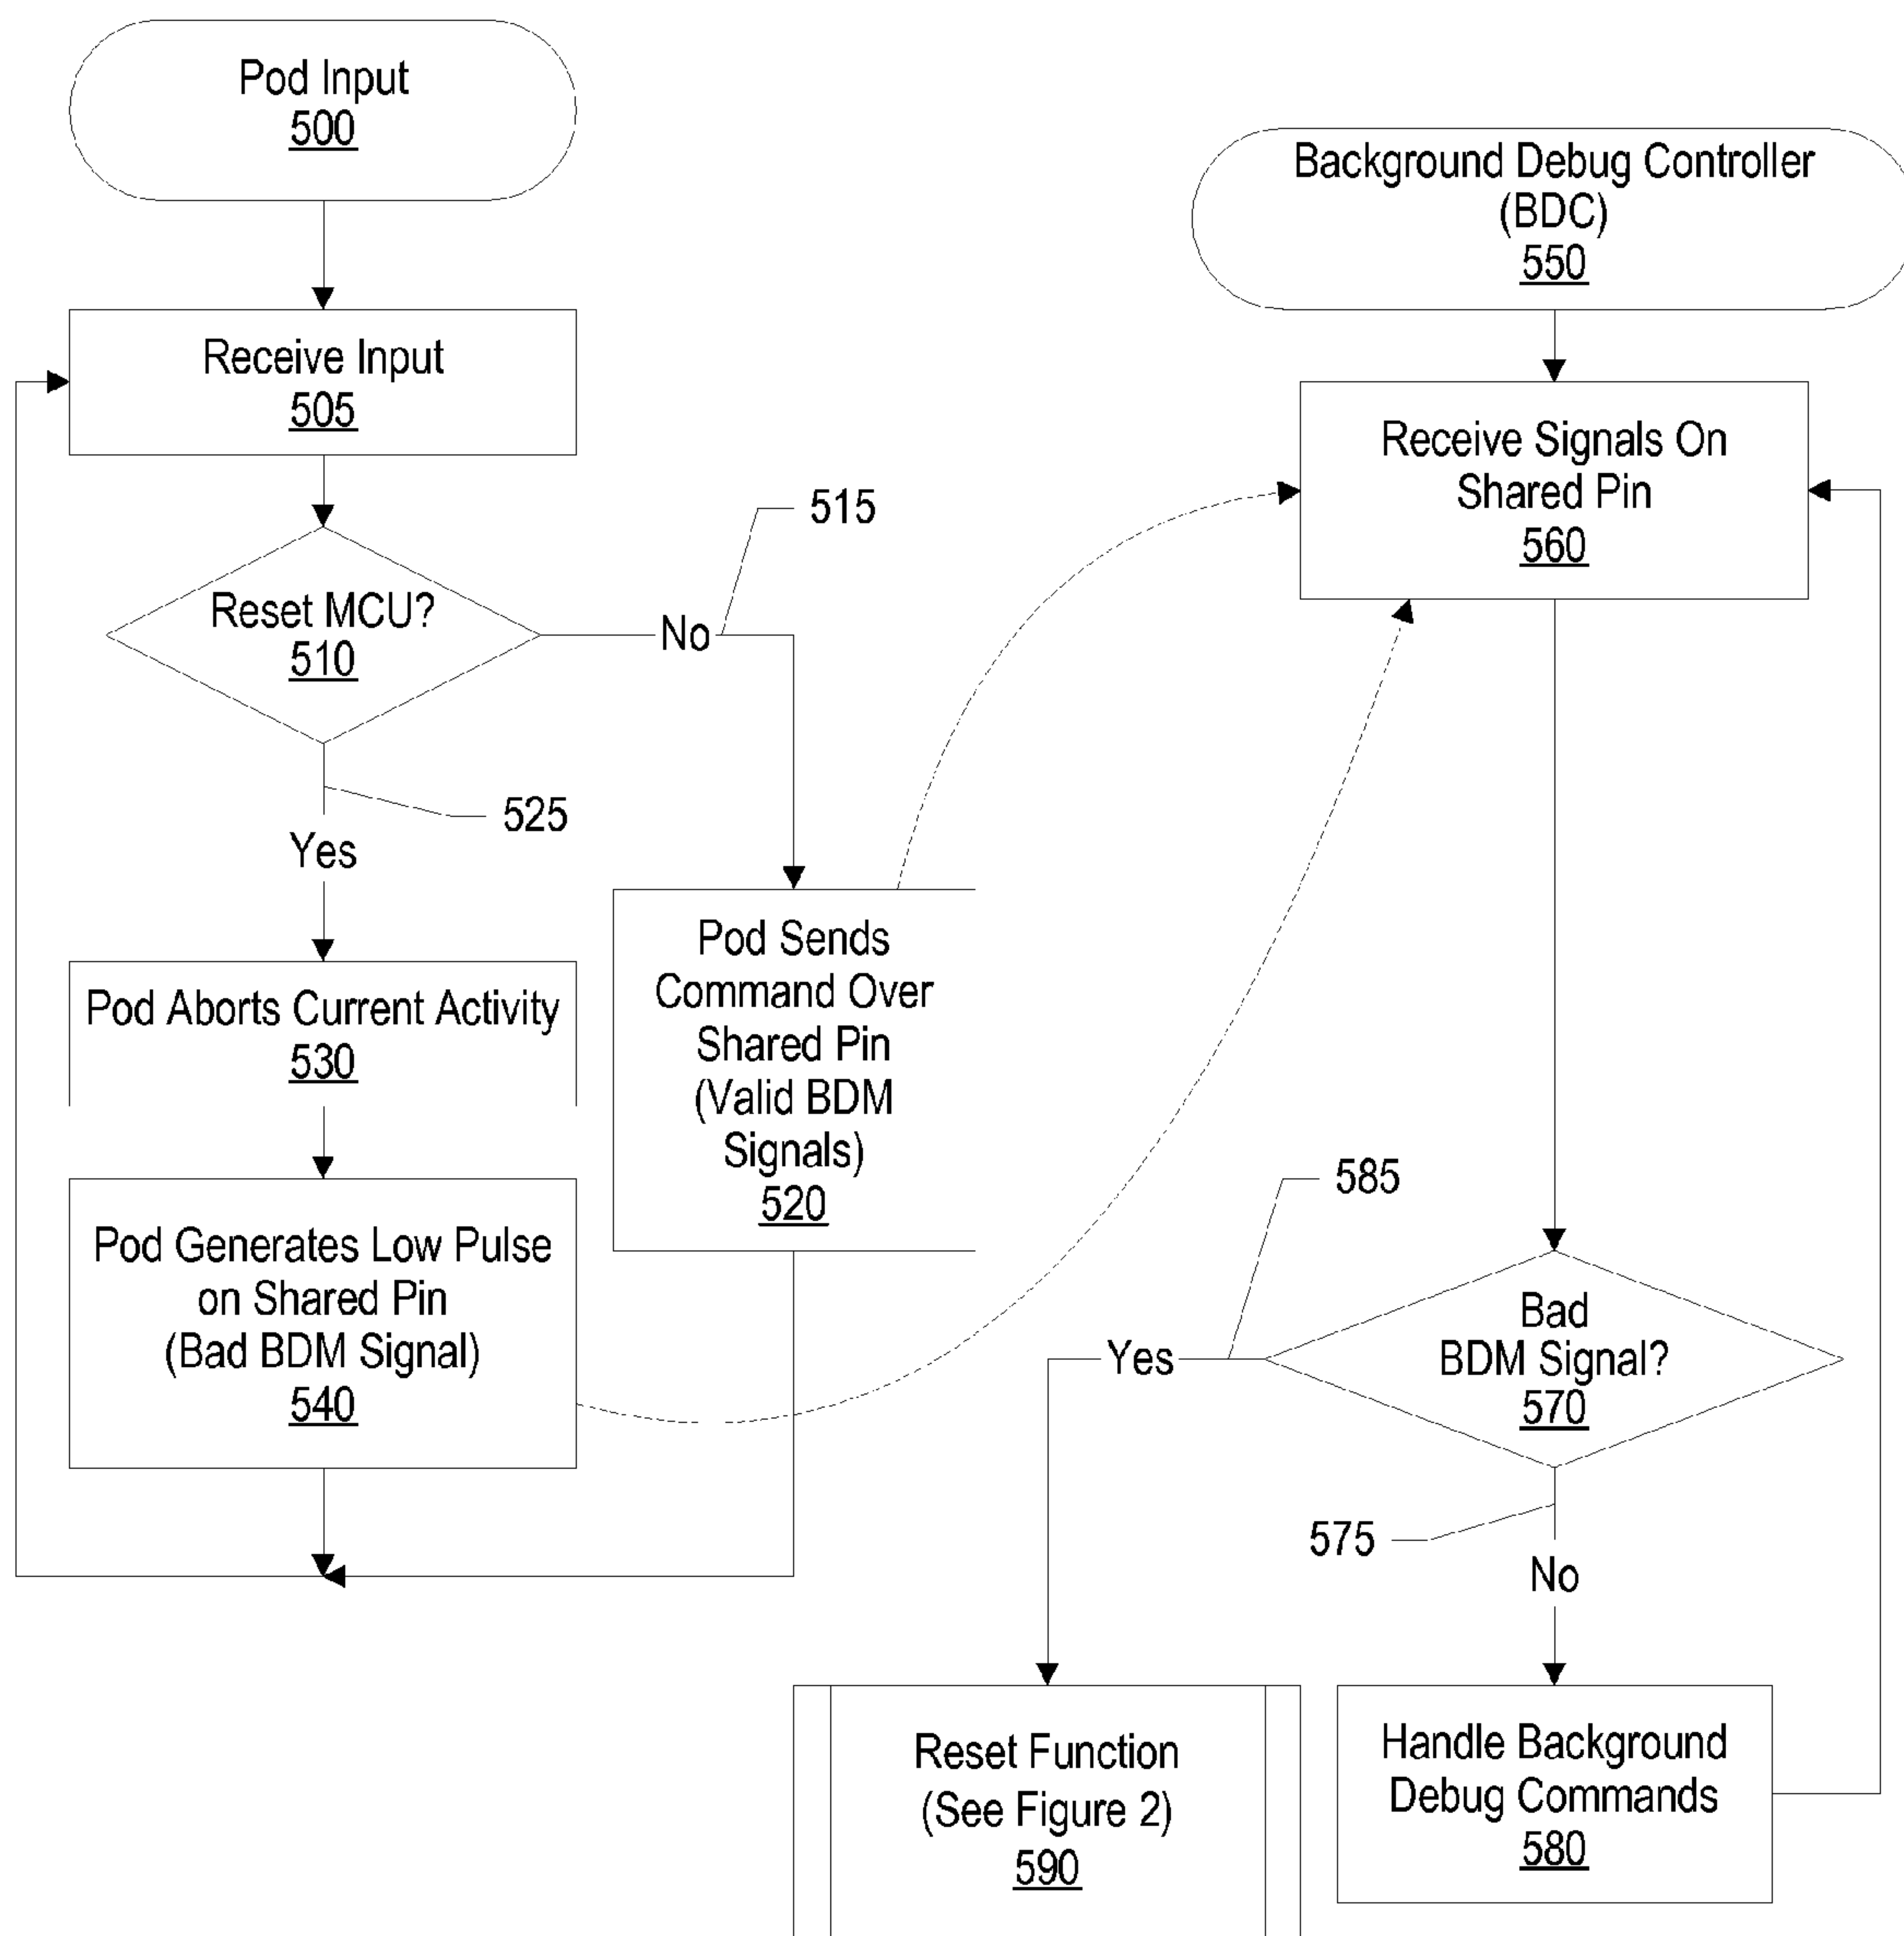 Pod Input
500
Receive Input
505
Reset MCU?
510
515
No
525
Yes
Pod Aborts Current Activity
530
Pod Sends
Command Over
Shared Pin
(Valid BDM
Signals)
520
Pod Generates Low Pulse
on Shared Pin
(Bad BDM Signal)
540
Background Debug Controller
(BDC)
550
Receive Signals On
Shared Pin
560
585
Yes
Bad
BDM Signal?
570
575
No
Reset Function
(See Figure 2)
590
Handle Background
Debug Commands
580